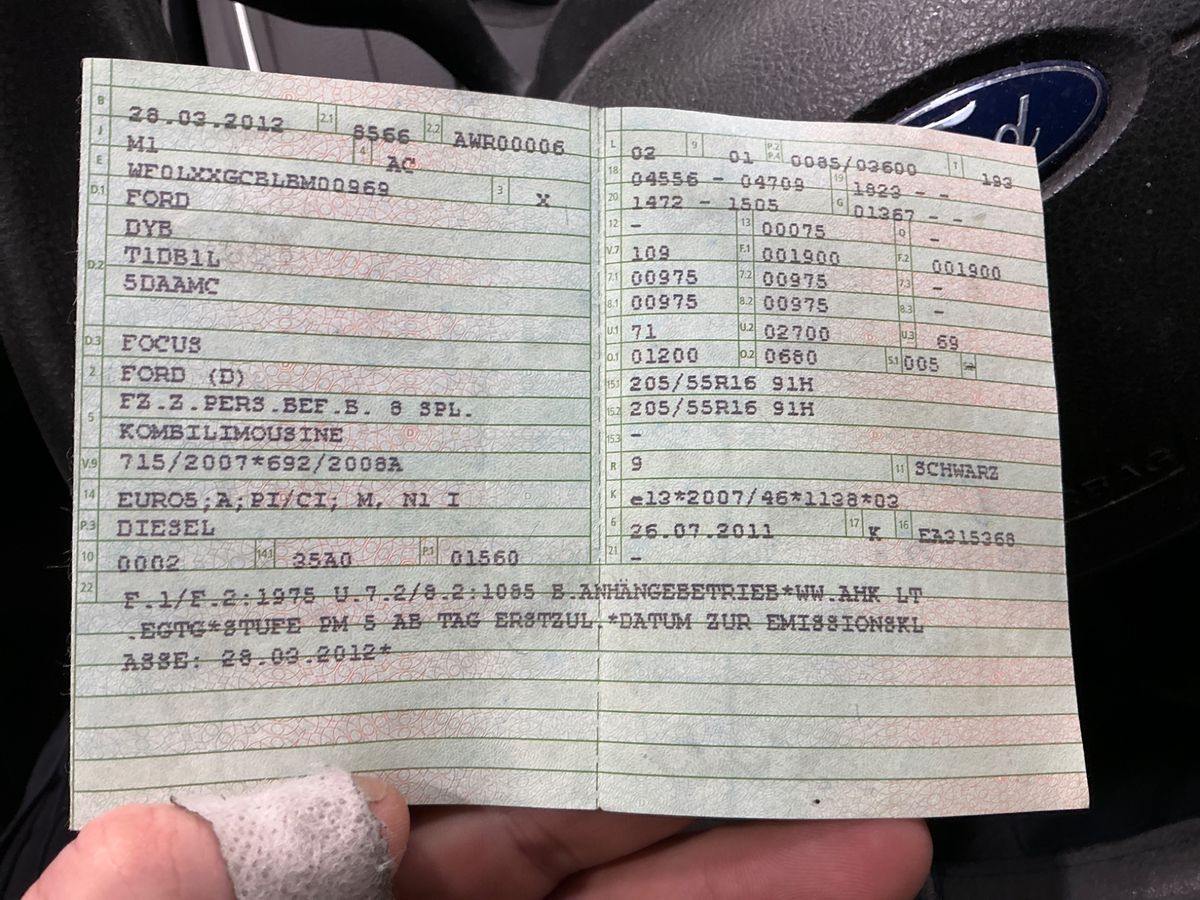 B 28.03.2012 2.1 8566 2.2 AWR00006
J M1 4 AC
E WF0LXXGCBLBM00969 3 X
D.1 FORD
DYB
D.2 T1DB1L
5DAAMC
D.3 FOCUS
2 FORD (D)
FZ.Z.PERS.BEF.B. 8 SPL.
5 KOMBILIMOUSINE
V.9 715/2007*692/2008A
14 EURO5;A;PI/CI; M, N1 I
P.3 DIESEL
10 0002 14.1 35A0 P.1 01560
L 02 9 01 P.2 P.4 0085/03600 T 193
18 04556 - 04709 19 1823 - -
20 1472 - 1505 G 01367 - -
12 - 13 00075 Q -
V.7 109 F.1 001900 F.2 001900
7.1 00975 7.2 00975 7.3 -
8.1 00975 8.2 00975 8.3 -
U.1 71 U.2 02700 U.3 69
O.1 01200 O.2 0680 S.1 005
15.1 205/55R16 91H
15.2 205/55R16 91H
15.3 -
R 9 11 SCHWARZ
K e13*2007/46*1138*03
6 26.07.2011 17 K 16 EA315368
21 -
22 F.1/F.2:1975 U.7.2/8.2:1085 B.ANHÄNGEBETRIEB*WW.AHK LT
.EGTG*STUFE PM 5 AB TAG ERSTZUL.*DATUM ZUR EMISSIONSKL
ASSE: 28.03.2012*